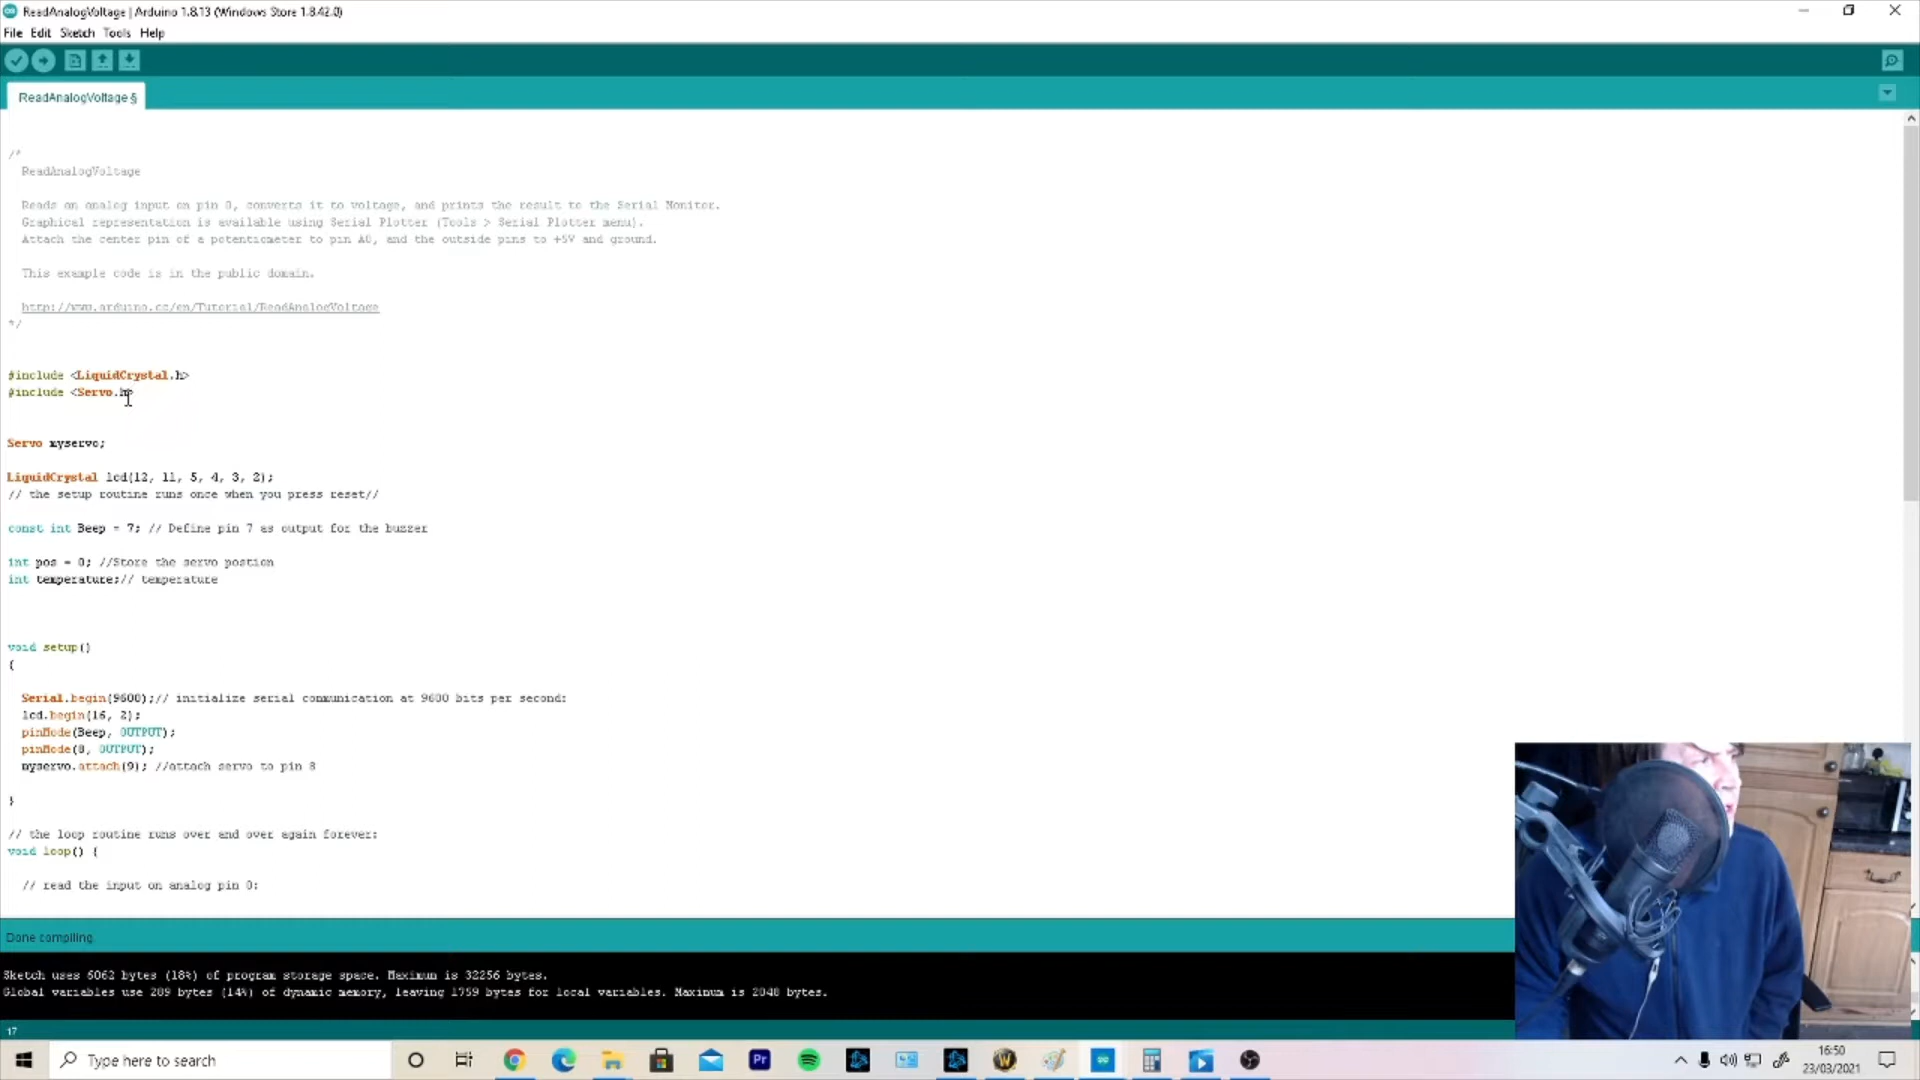 ReadAnalogVoltage | Arduino 1.8.13 (Windows Store 1.8.42.0)
File Edit Sketch Tools Help
ReadAnalogVoltage §
/*
ReadAnalogVoltage
Reads an analog input on pin 0, converts it to voltage, and prints the result to the Serial Monitor.
Graphical representation is available using Serial Plotter (Tools > Serial Plotter menu).
Attach the center pin of a potentiometer to pin A0, and the outside pins to +5V and ground.
This example code is in the public domain.
http://www.arduino.cc/en/Tutorial/ReadAnalogVoltage
*/
#include <LiquidCrystal.h>
#include <Servo.h>
Servo myservo;
LiquidCrystal lcd(12, 11, 5, 4, 3, 2);
// the setup routine runs once when you press reset//
const int Beep = 7; // Define pin 7 as output for the buzzer
int pos = 0; //Store the servo postion
int temperature;// temperature
void setup()
{
Serial.begin(9600);// initialize serial communication at 9600 bits per second:
lcd.begin(16, 2);
pinMode(Beep, OUTPUT);
pinMode(8, OUTPUT);
myservo.attach(9); //attach servo to pin 8
}
// the loop routine runs over and over again forever:
void loop() {
// read the input on analog pin 0:
Done compiling.
Sketch uses 6062 bytes (18%) of program storage space. Maximum is 32256 bytes.
Global variables use 289 bytes (14%) of dynamic memory, leaving 1759 bytes for local variables. Maximum is 2048 bytes.
17
Type here to search
Pr
16:50
23/03/2021